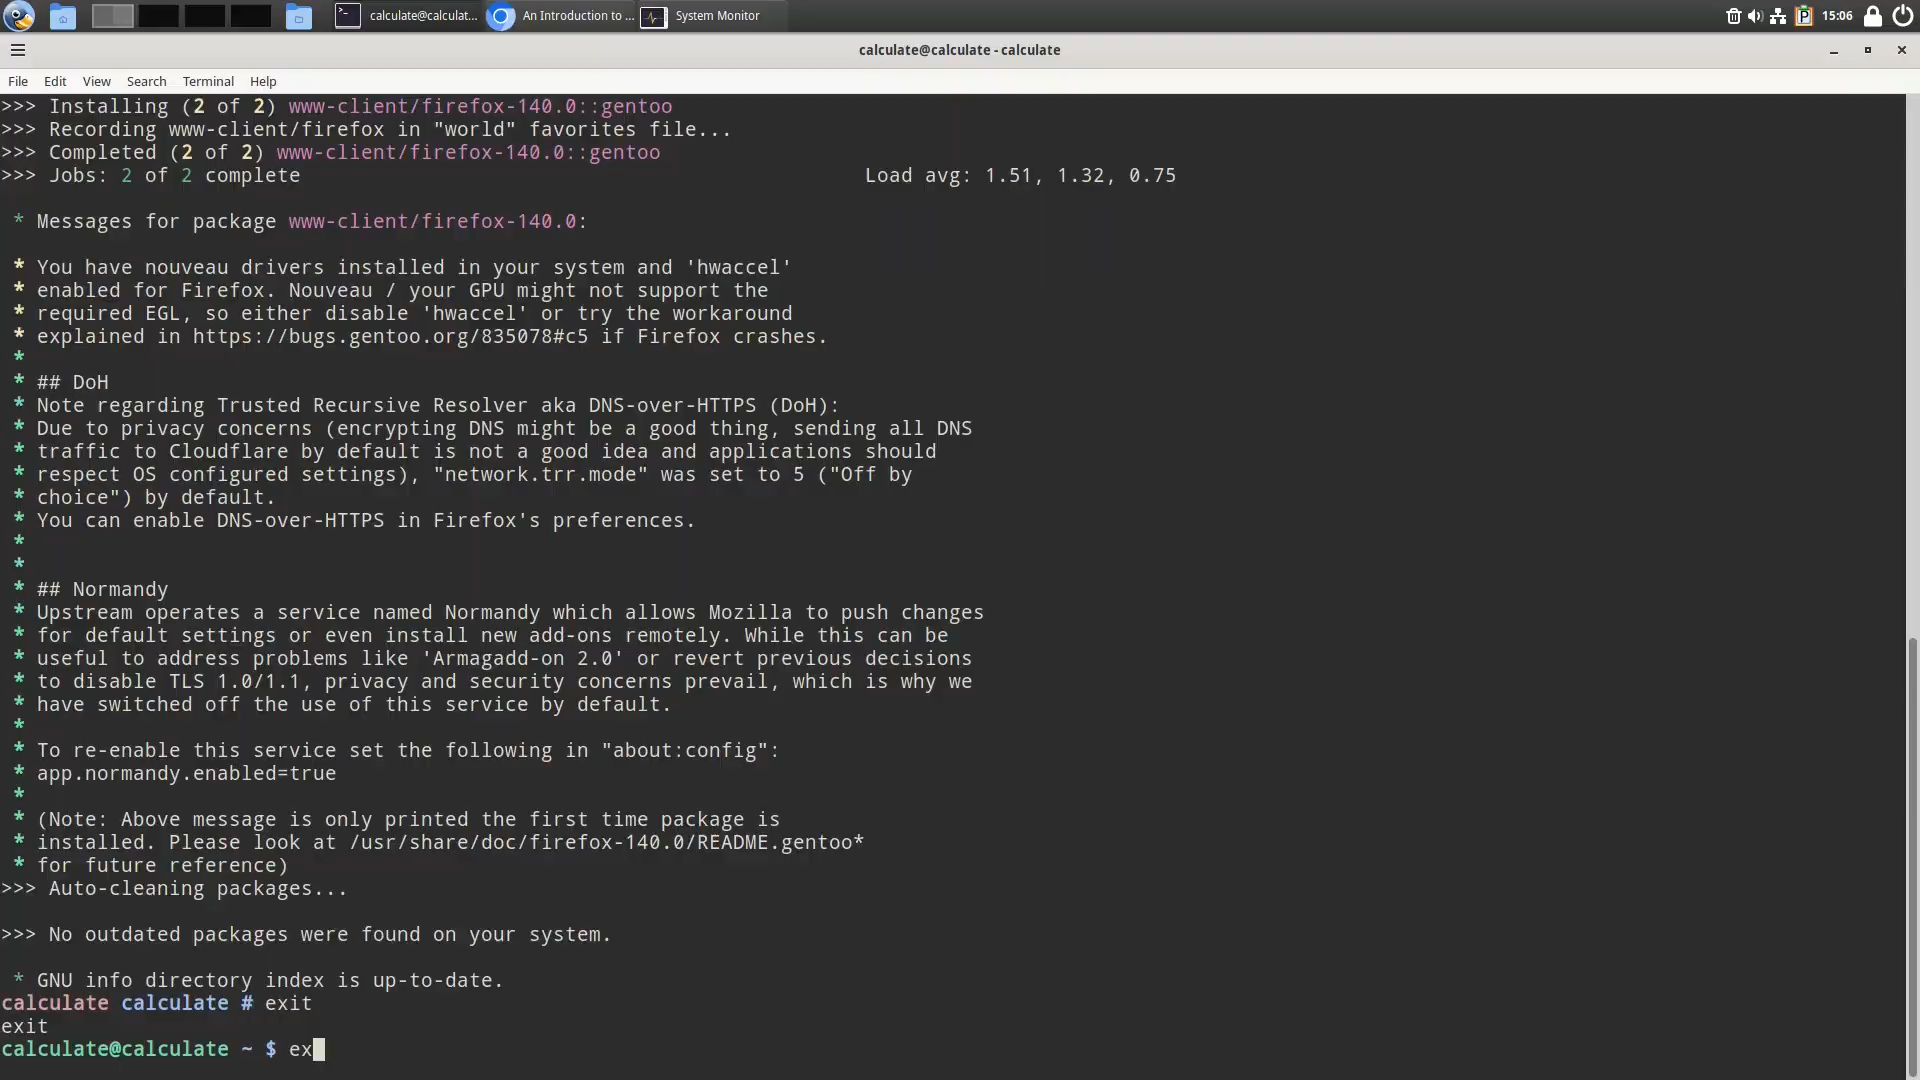 calculate@calculat...
An Introduction to ...
System Monitor
15:06
calculate@calculate - calculate
File Edit View Search Terminal Help
>>> Installing (2 of 2) www-client/firefox-140.0::gentoo
>>> Recording www-client/firefox in "world" favorites file...
>>> Completed (2 of 2) www-client/firefox-140.0::gentoo
>>> Jobs: 2 of 2 complete Load avg: 1.51, 1.32, 0.75
* Messages for package www-client/firefox-140.0:
* You have nouveau drivers installed in your system and 'hwaccel'
* enabled for Firefox. Nouveau / your GPU might not support the
* required EGL, so either disable 'hwaccel' or try the workaround
* explained in https://bugs.gentoo.org/835078#c5 if Firefox crashes.
*
* ## DoH
* Note regarding Trusted Recursive Resolver aka DNS-over-HTTPS (DoH):
* Due to privacy concerns (encrypting DNS might be a good thing, sending all DNS
* traffic to Cloudflare by default is not a good idea and applications should
* respect OS configured settings), "network.trr.mode" was set to 5 ("Off by
* choice") by default.
* You can enable DNS-over-HTTPS in Firefox's preferences.
*
*
* ## Normandy
* Upstream operates a service named Normandy which allows Mozilla to push changes
* for default settings or even install new add-ons remotely. While this can be
* useful to address problems like 'Armagadd-on 2.0' or revert previous decisions
* to disable TLS 1.0/1.1, privacy and security concerns prevail, which is why we
* have switched off the use of this service by default.
*
* To re-enable this service set the following in "about:config":
* app.normandy.enabled=true
*
* (Note: Above message is only printed the first time package is
* installed. Please look at /usr/share/doc/firefox-140.0/README.gentoo*
* for future reference)
>>> Auto-cleaning packages...
>>> No outdated packages were found on your system.
* GNU info directory index is up-to-date.
calculate calculate # exit
exit
calculate@calculate ~ $ ex